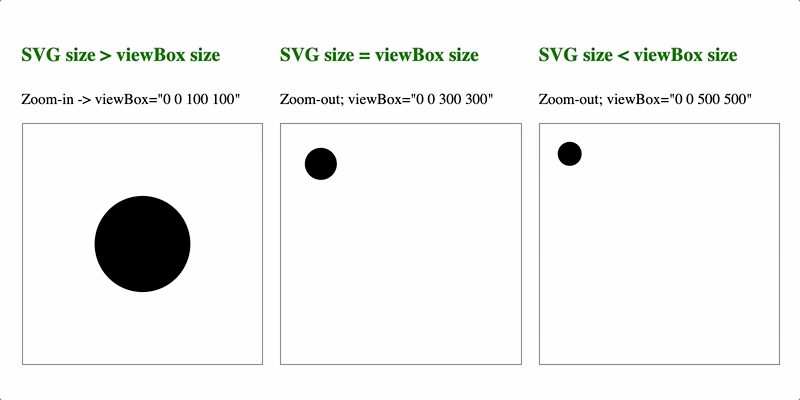 SVG size > viewBox size
Zoom-in -> viewBox="0 0 100 100"
SVG size = viewBox size
Zoom-out; viewBox="0 0 300 300"
SVG size < viewBox size
Zoom-out; viewBox="0 0 500 500"